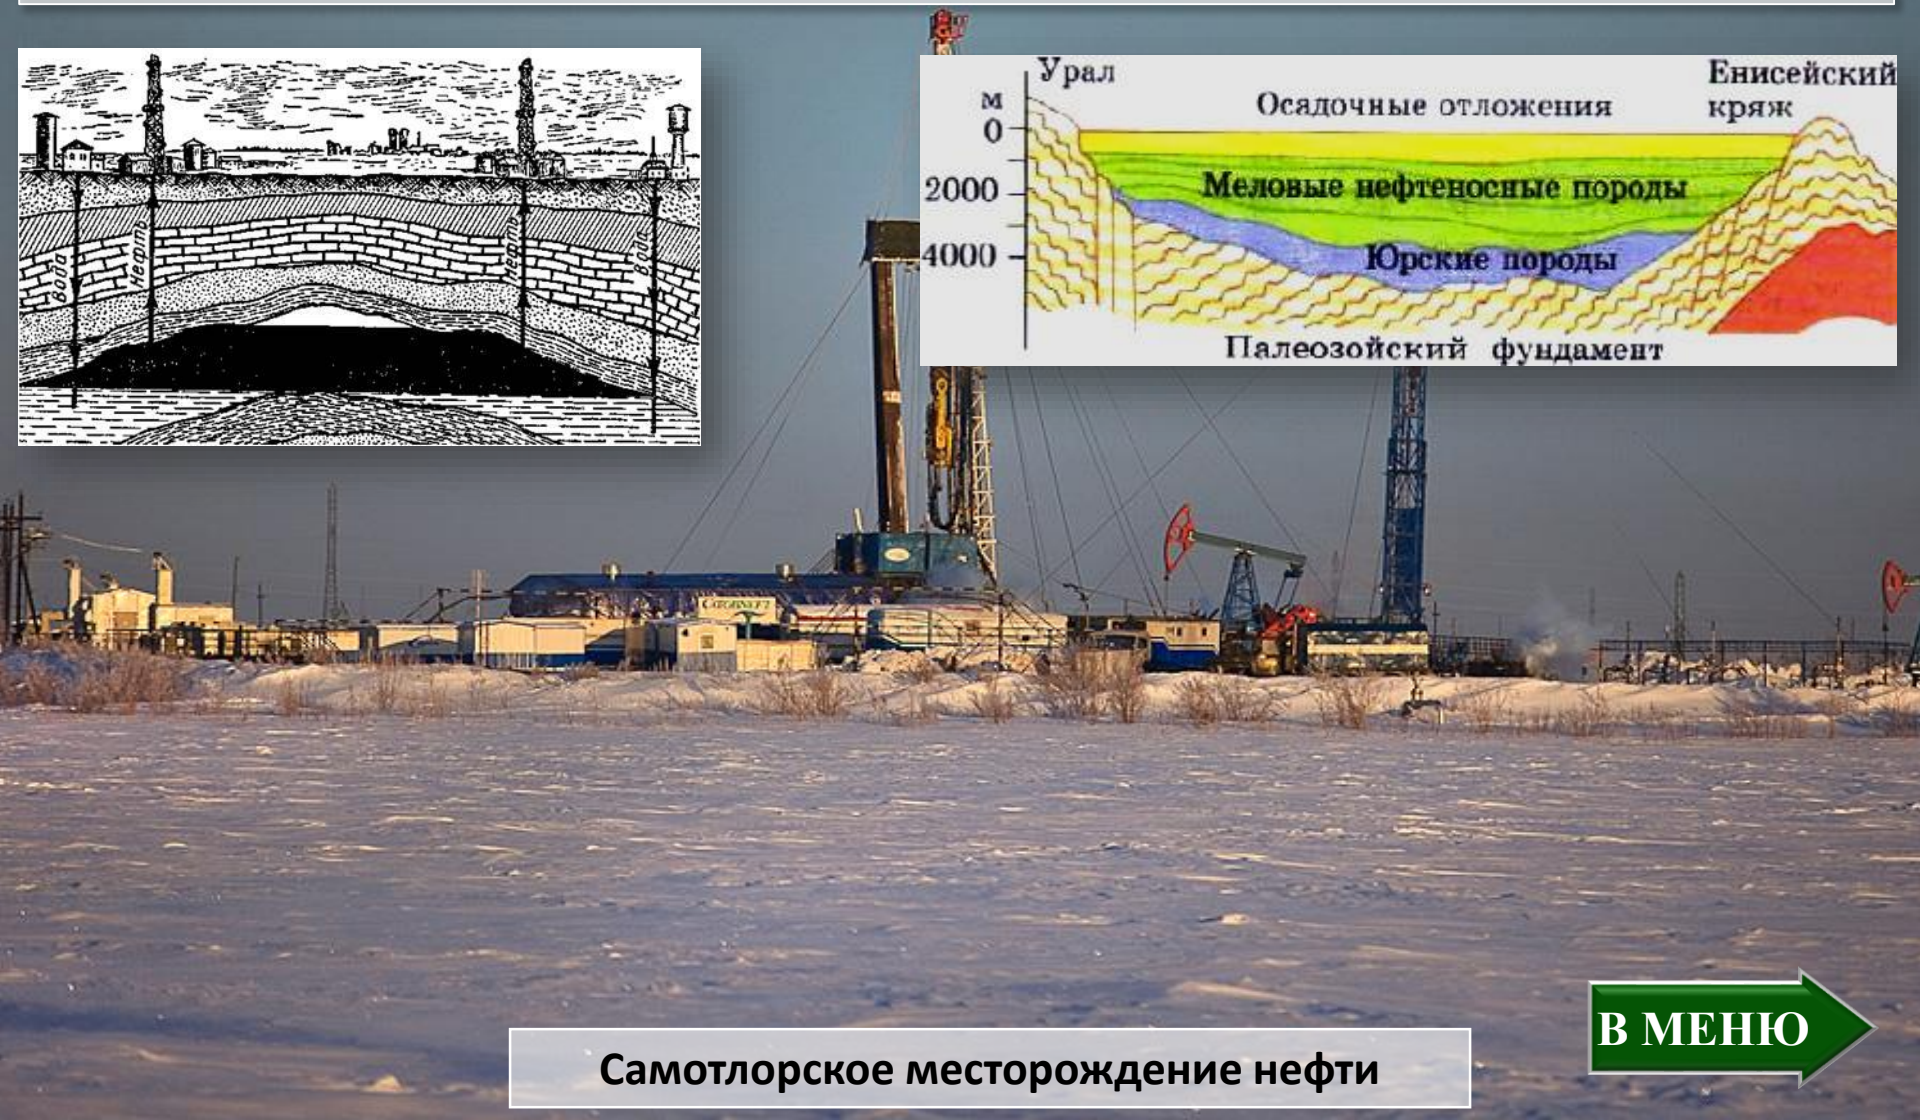 Вода
Нефть
Нефть
Вода
Урал
Енисейский
кряж
Осадочные отложения
м
0
2000
4000
Меловые нефтеносные породы
Юрские породы
Палеозойский фундамент
Самотлорское месторождение нефти
В МЕНЮ